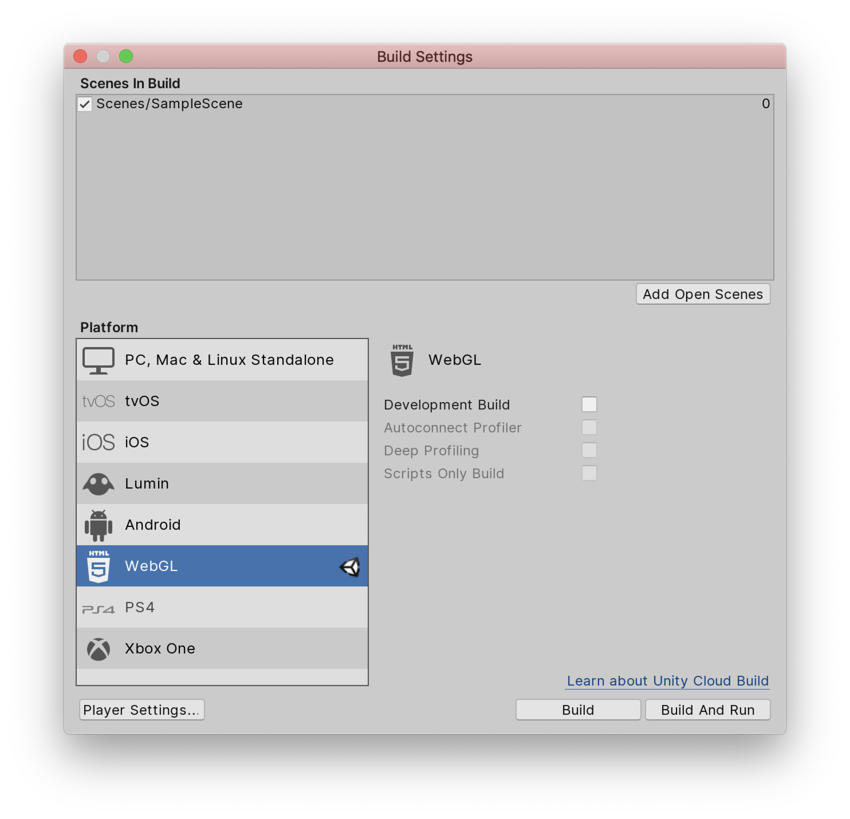 Build Settings
Scenes In Build
Scenes/SampleScene 0
Add Open Scenes
Platform
PC, Mac & Linux Standalone
tvOS tvOS
iOS iOS
Lumin
Android
HTML 5 WebGL
PS4 PS4
Xbox One
HTML 5 WebGL
Development Build
Autoconnect Profiler
Deep Profiling
Scripts Only Build
Learn about Unity Cloud Build
Player Settings...
Build
Build And Run